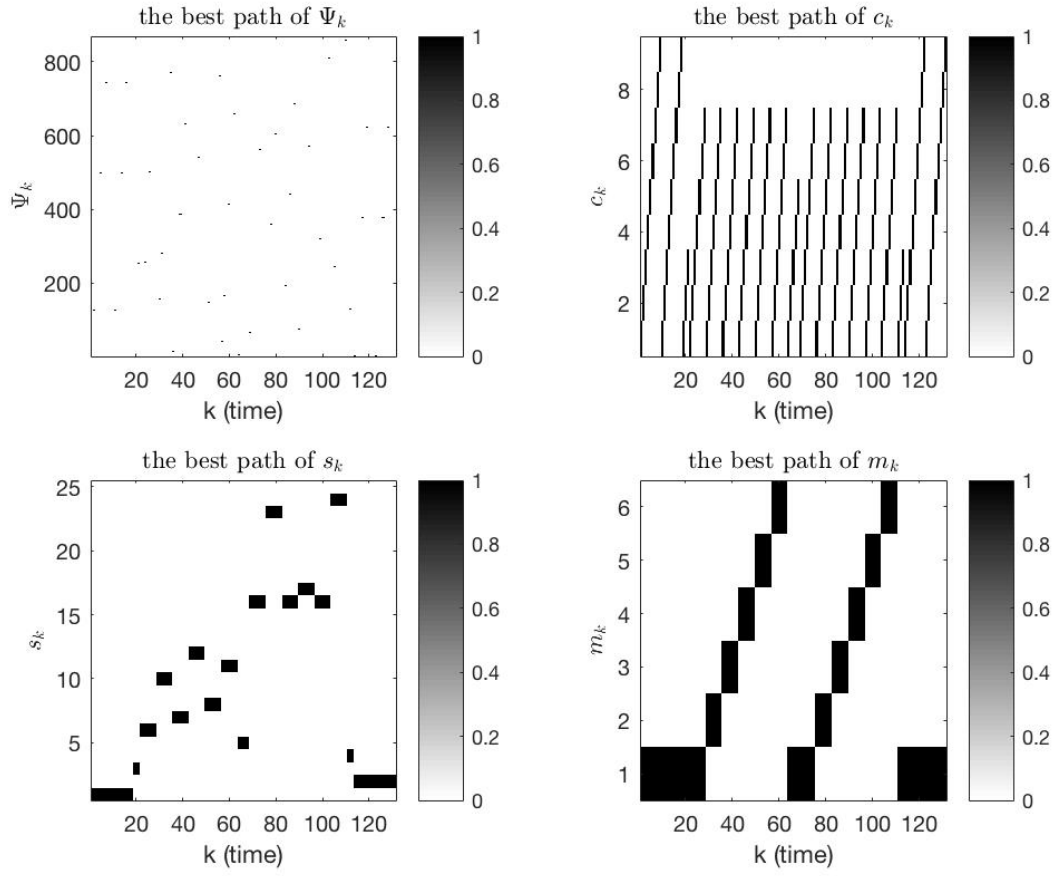 the best path of Ψ_k
the best path of c_k
Ψ_k
800
600
400
200
20 40 60 80 100 120
k (time)
1
0.8
0.6
0.4
0.2
0
c_k
8
6
4
2
20 40 60 80 100 120
k (time)
1
0.8
0.6
0.4
0.2
0
the best path of s_k
the best path of m_k
s_k
25
20
15
10
5
20 40 60 80 100 120
k (time)
1
0.8
0.6
0.4
0.2
0
m_k
6
5
4
3
2
1
20 40 60 80 100 120
k (time)
1
0.8
0.6
0.4
0.2
0